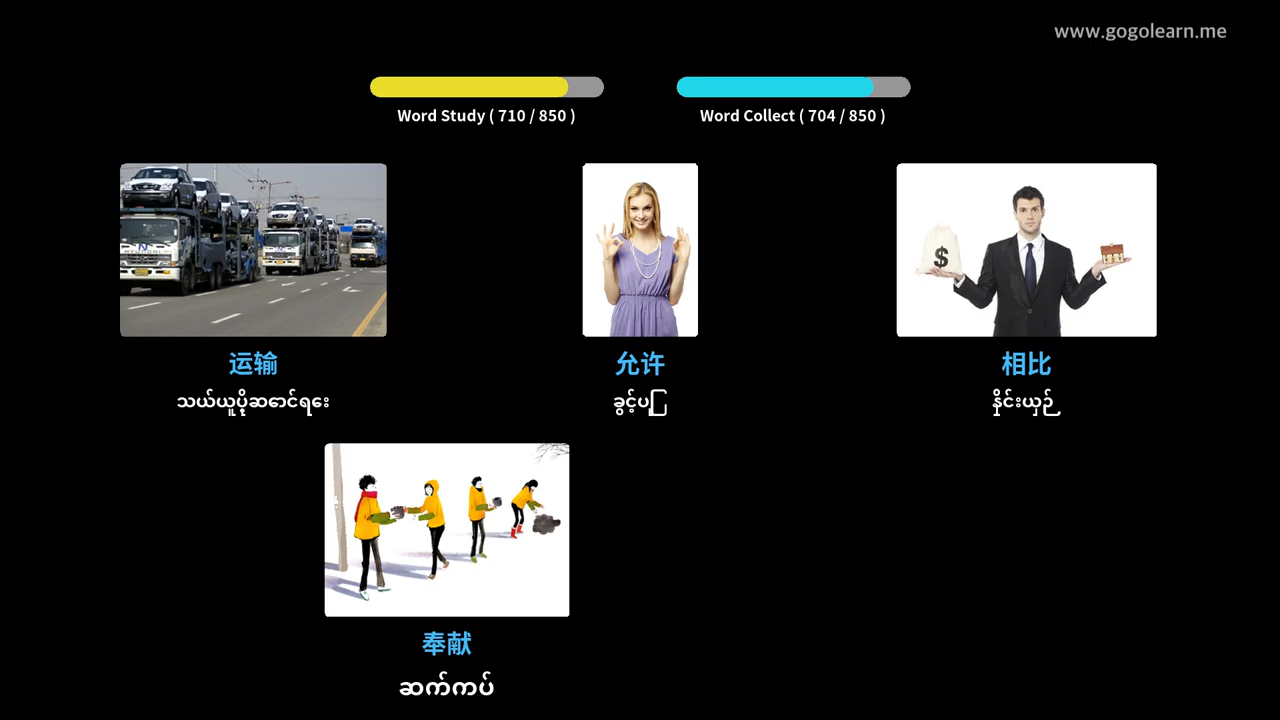 www.gogolearn.me
Word Study ( 710 / 850 )
Word Collect ( 704 / 850 )
运输
允许
相比
သယ်ယူပို့ဆောင်ရေး
ခွင့်ပြု
နှိုင်းယှဉ်
$
奉献
ဆက်ကပ်